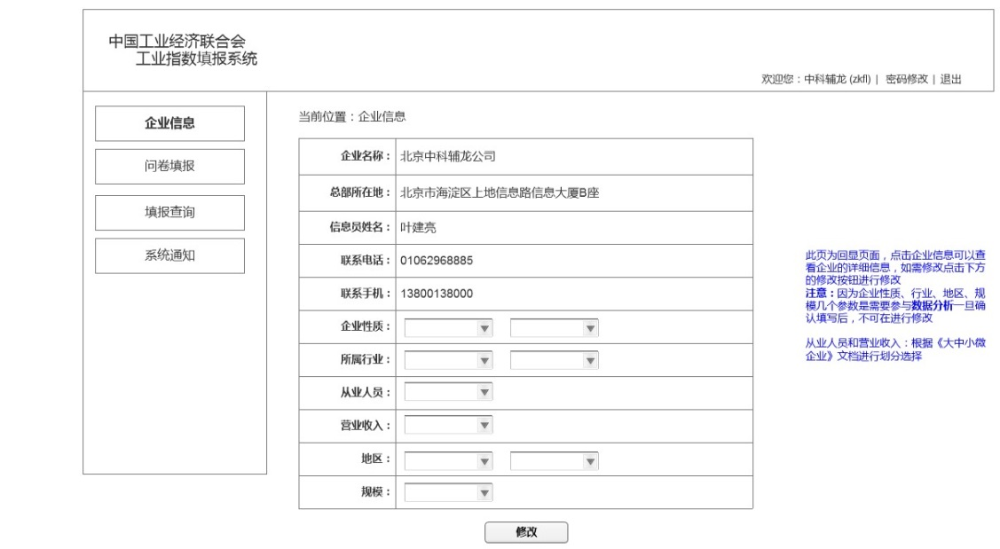 中国工业经济联合会
工业指数填报系统
欢迎您：中科辅龙 (zkfl) | 密码修改 | 退出
企业信息
问卷填报
填报查询
系统通知
当前位置：企业信息
企业名称： 北京中科辅龙公司
总部所在地： 北京市海淀区上地信息路信息大厦B座
信息员姓名： 叶建亮
联系电话： 01062968885
联系手机： 13800138000
企业性质：
所属行业：
从业人员：
营业收入：
地区：
规模：
修改
此页为回显页面，点击企业信息可以查
看企业的详细信息，如需修改点击下方
的修改按钮进行修改
注意：因为企业性质、行业、地区、规
模几个参数是需要参与数据分析一旦确
认填写后，不可在进行修改
从业人员和营业收入：根据《大中小微
企业》文档进行划分选择